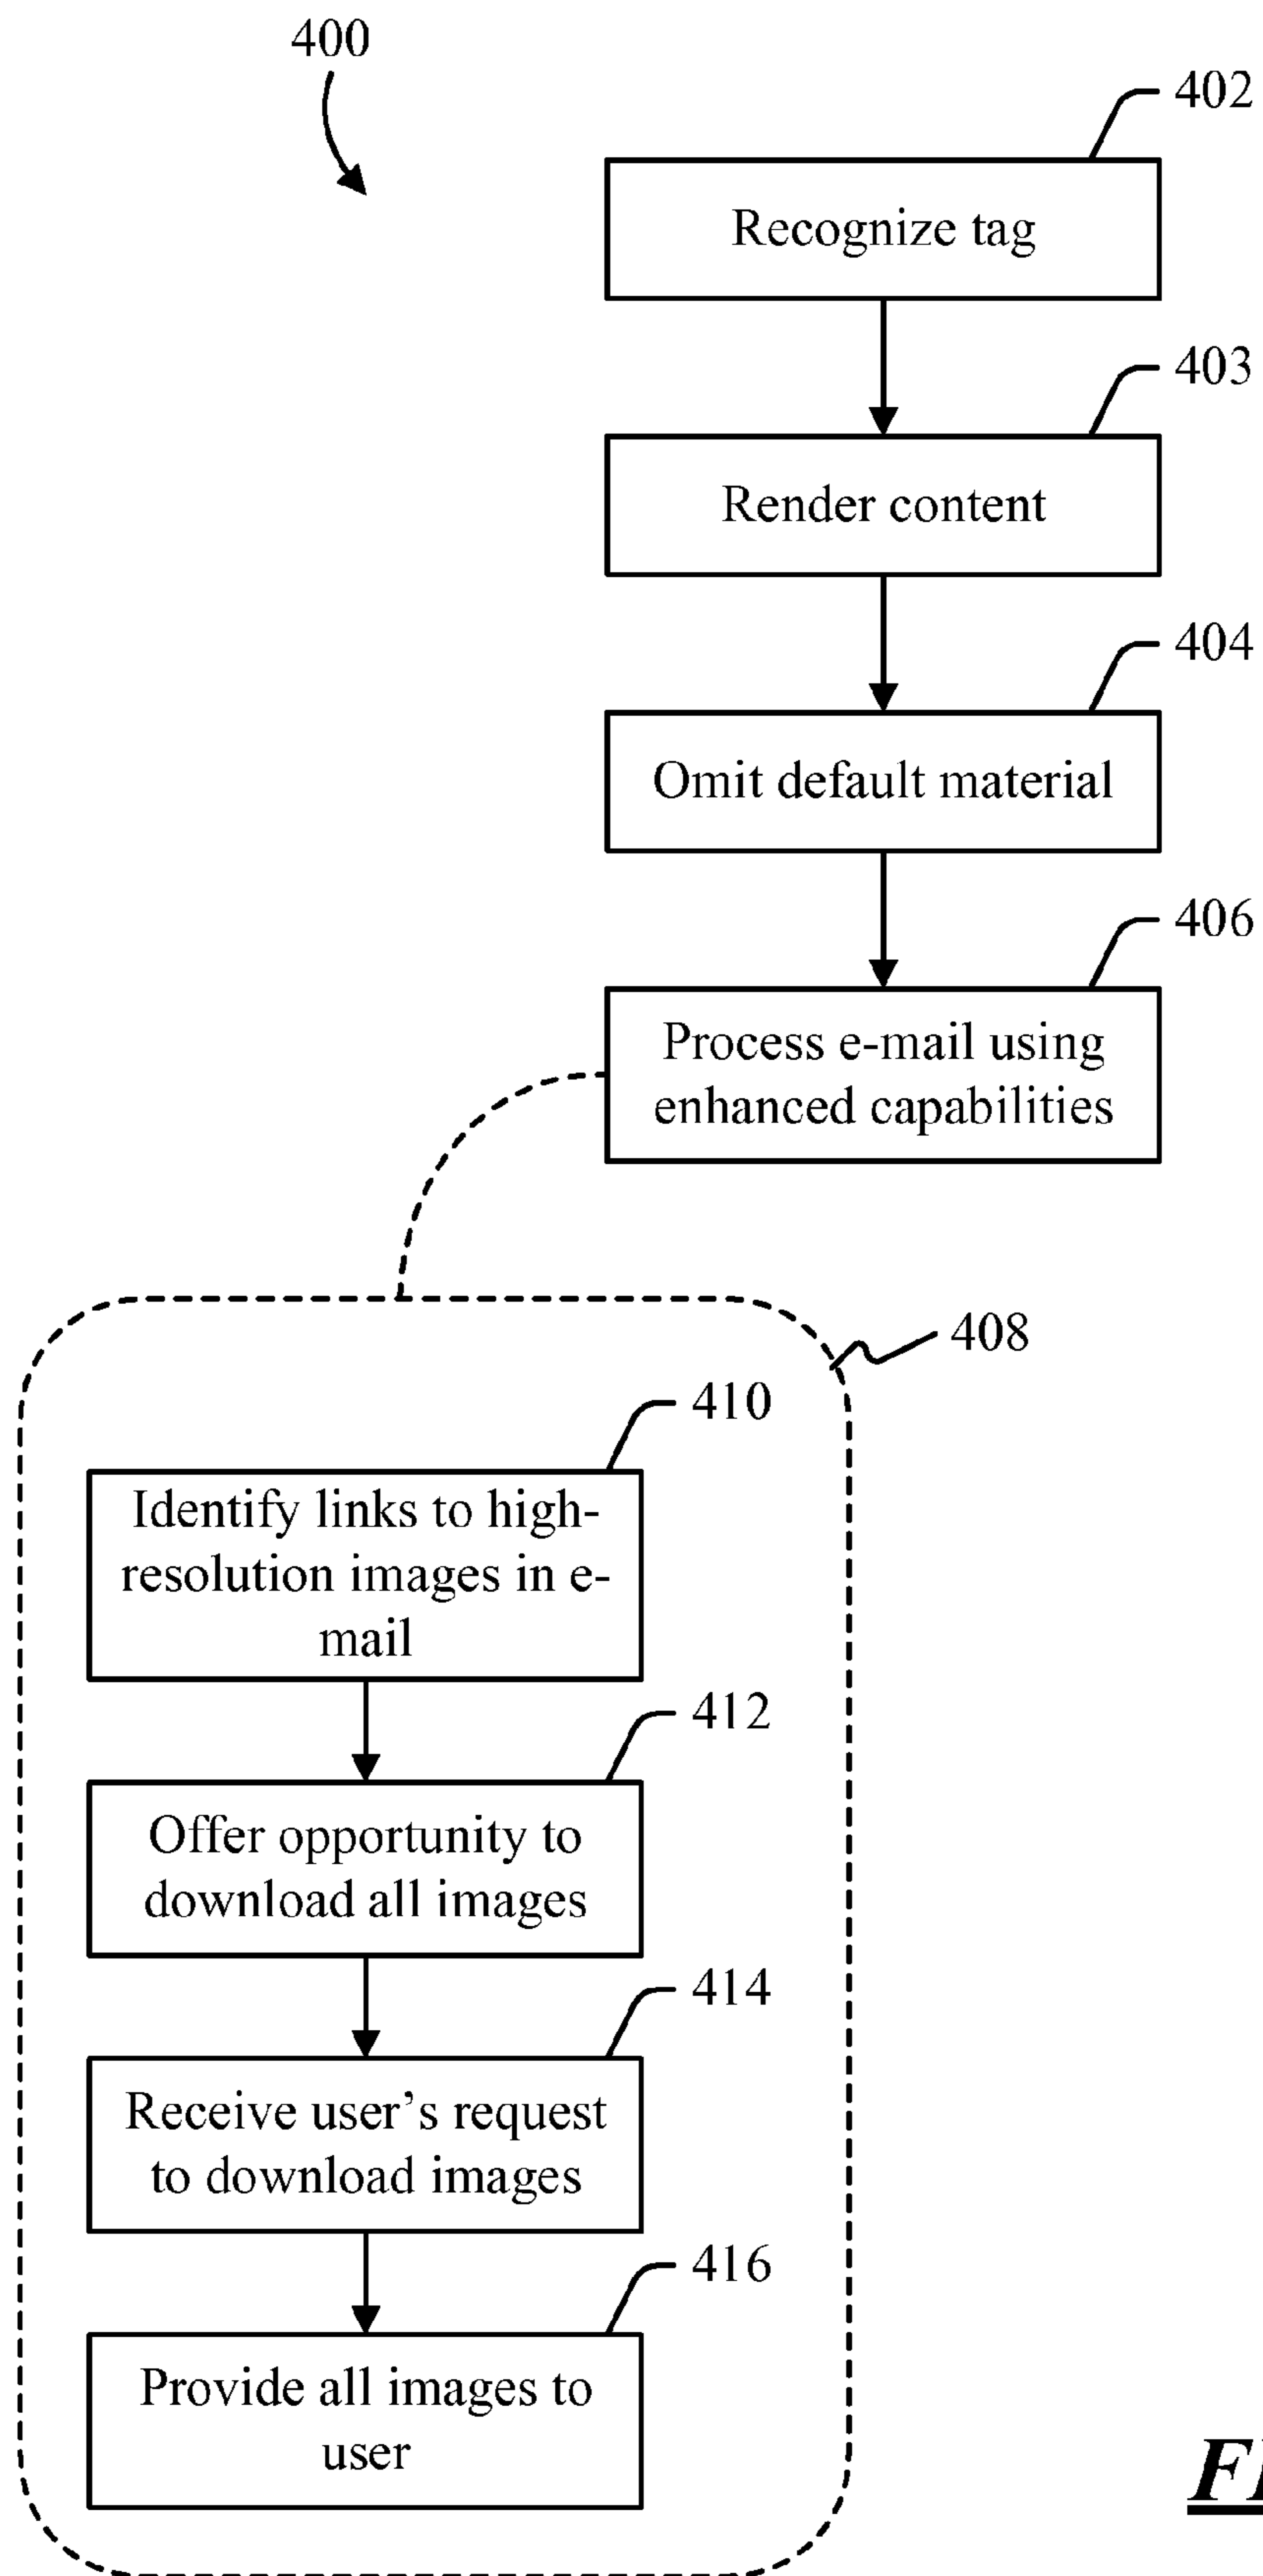 400
402
Recognize tag
403
Render content
404
Omit default material
406
Process e-mail using
enhanced capabilities
408
410
Identify links to high-
resolution images in e-
mail
412
Offer opportunity to
download all images
414
Receive user’s request
to download images
416
Provide all images to
user